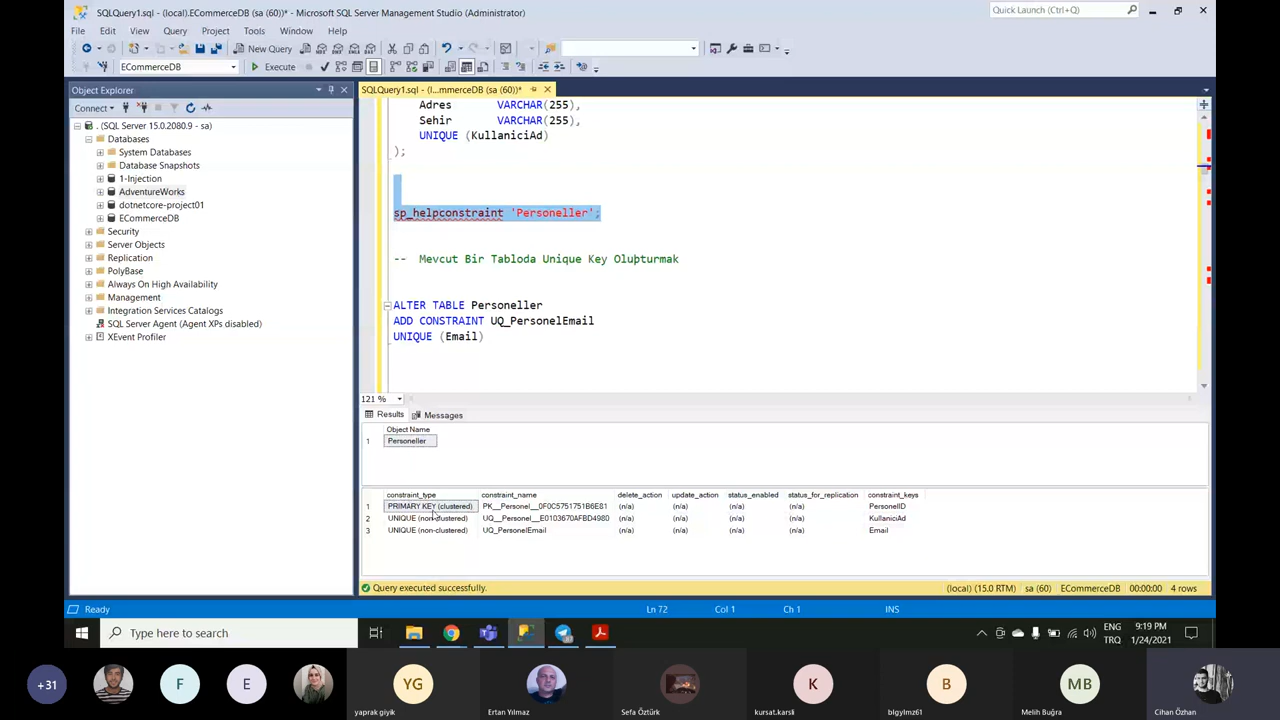 SQLQuery1.sql - (local).ECommerceDB (sa (60))* - Microsoft SQL Server Management Studio (Administrator)
Quick Launch (Ctrl+Q)
File Edit View Query Project Tools Window Help
New Query
ECommerceDB
Execute
Object Explorer
SQLQuery1.sql - (l...mmerceDB (sa (60))*
Connect
. (SQL Server 15.0.2080.9 - sa)
Databases
System Databases
Database Snapshots
1-Injection
AdventureWorks
dotnetcore-project01
ECommerceDB
Security
Server Objects
Replication
PolyBase
Always On High Availability
Management
Integration Services Catalogs
SQL Server Agent (Agent XPs disabled)
XEvent Profiler
Adres VARCHAR(255),
Sehir VARCHAR(255),
UNIQUE (KullaniciAd)
);
sp_helpconstraint 'Personeller';
-- Mevcut Bir Tabloda Unique Key Oluþturmak
ALTER TABLE Personeller
ADD CONSTRAINT UQ_PersonelEmail
UNIQUE (Email)
121 %
Results Messages
Object Name
1 Personeller
constraint_type constraint_name delete_action update_action status_enabled status_for_replication constraint_keys
1 PRIMARY KEY (clustered) PK__Personel__0F0C5751751B6E81 (n/a) (n/a) (n/a) (n/a) PersonelID
2 UNIQUE (non-clustered) UQ__Personel__E0103670AFBD4980 (n/a) (n/a) (n/a) (n/a) KullaniciAd
3 UNIQUE (non-clustered) UQ_PersonelEmail (n/a) (n/a) (n/a) (n/a) Email
Query executed successfully.
(local) (15.0 RTM) sa (60) ECommerceDB 00:00:00 4 rows
Ready
Ln 72 Col 1 Ch 1 INS
Type here to search
ENG
TRQ
9:19 PM
1/24/2021
+31
F
E
YG
K
B
MB
yaprak giyik
Ertan Yılmaz
Sefa Öztürk
kursat.karsli
blgylmz61
Melih Buğra
Cihan Özhan